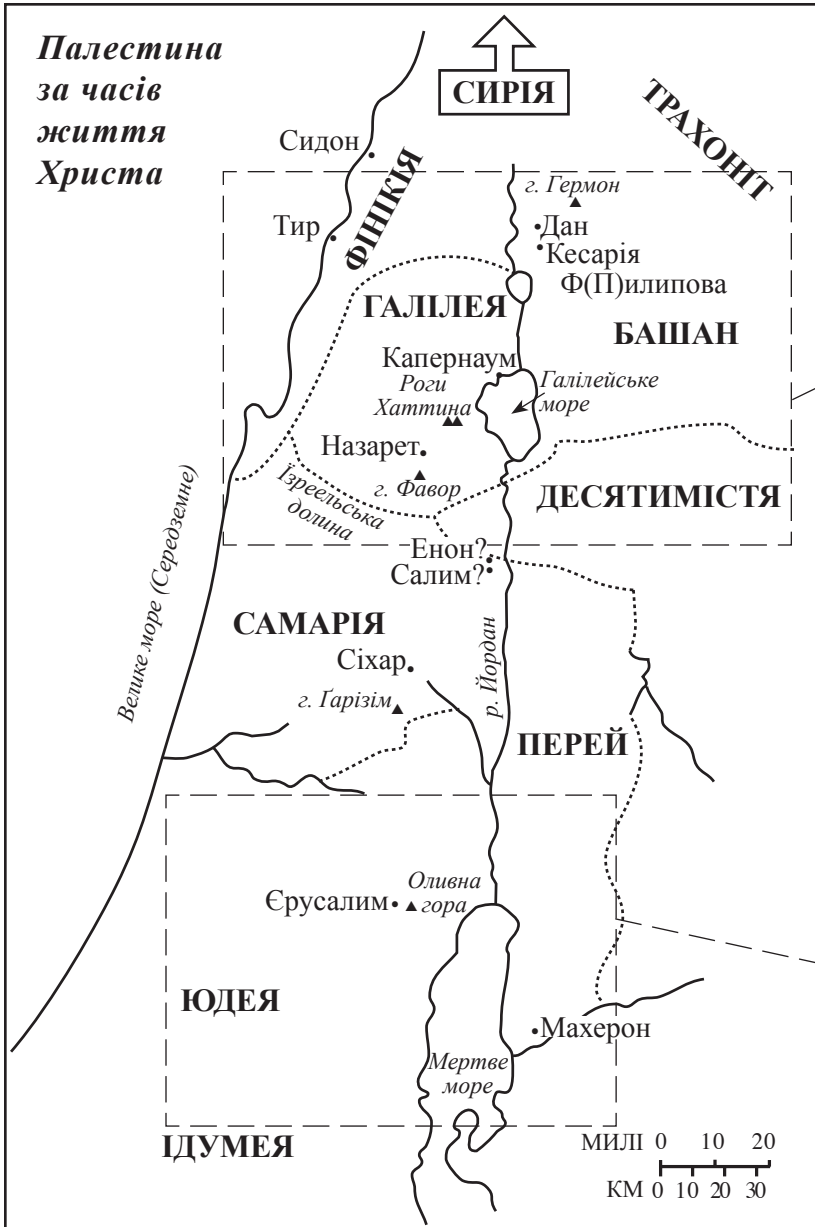 Палестина
за часів
життя
Христа
СИРІЯ
ТРАХОНІТ
Сидон
ФІНІКІЯ
г. Гермон
Тир
Дан
Кесарія
Ф(П)илипова
ГАЛІЛЕЯ
БАШАН
Капернаум
Роги
Хаттина
Галілейське
море
Назарет
г. Фавор
Їзреельська
долина
ДЕСЯТИМІСТЯ
Енон?
Салим?
Велике море (Середземне)
САМАРІЯ
Сіхар
р. Йордан
г. Ґарізім
ПЕРЕЙ
Оливна
гора
Єрусалим
ЮДЕЯ
Махерон
Мертве
море
ІДУМЕЯ
МИЛІ 0 10 20
КМ 0 10 20 30